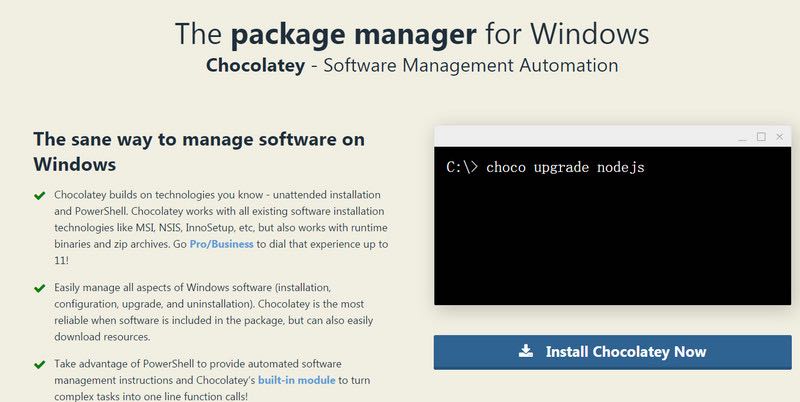 The package manager for Windows
Chocolatey - Software Management Automation
The sane way to manage software on
Windows
Chocolatey builds on technologies you know - unattended installation
and PowerShell. Chocolatey works with all existing software installation
technologies like MSI, NSIS, InnoSetup, etc, but also works with runtime
binaries and zip archives. Go Pro/Business to dial that experience up to
11!
Easily manage all aspects of Windows software (installation,
configuration, upgrade, and uninstallation). Chocolatey is the most
reliable when software is included in the package, but can also easily
download resources.
Take advantage of PowerShell to provide automated software
management instructions and Chocolatey's built-in module to turn
complex tasks into one line function calls!
C:\> choco upgrade nodejs
Install Chocolatey Now